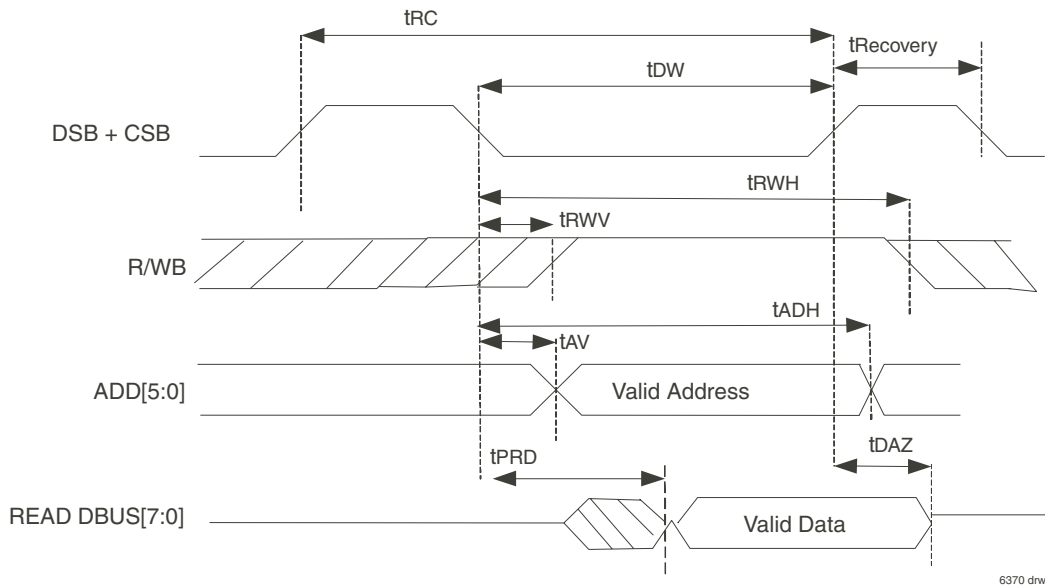 tRC
tRecovery
tDW
DSB + CSB
tRWH
tRWV
R/WB
tADH
tAV
ADD[5:0]
Valid Address
tDAZ
tPRD
READ DBUS[7:0]
Valid Data
6370 drw